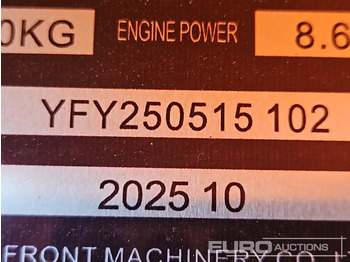 0KG ENGINE POWER 8.6
YFY250515 102
2025 10
FRONT MACHINERY CO
EURO AUCTIONS